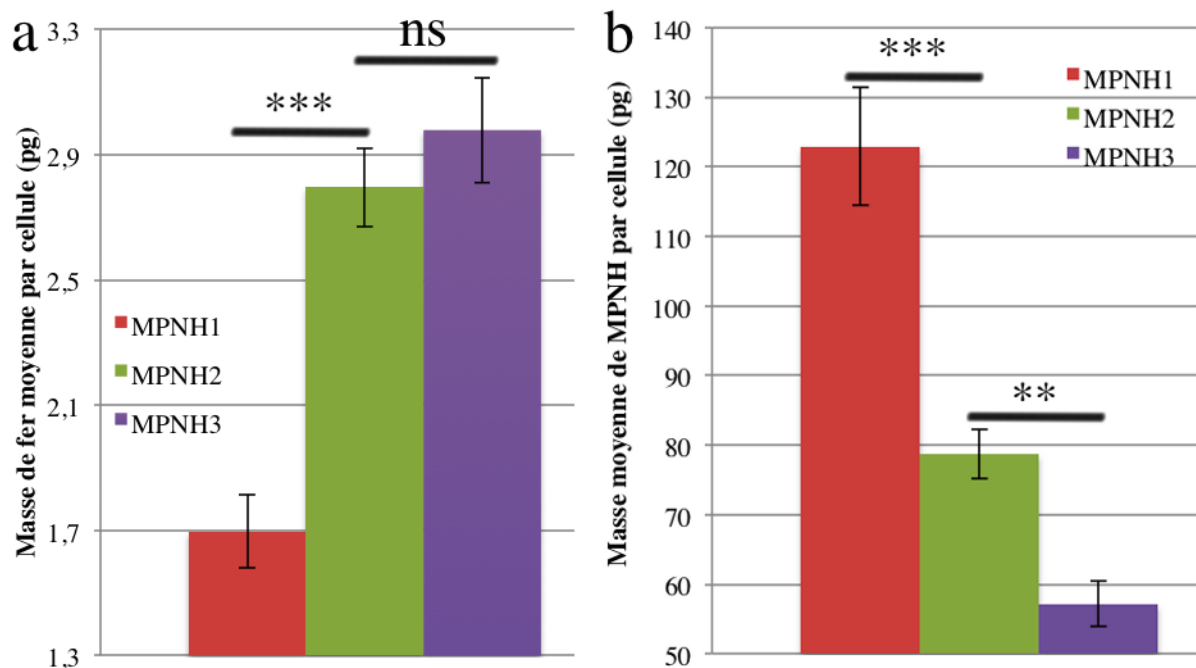 a
Masse de fer moyenne par cellule (pg)
3,3
2,9
2,5
2,1
1,7
1,3
***
ns
MPNH1
MPNH2
MPNH3
b
Masse moyenne de MPNH par cellule (pg)
140
130
120
110
100
90
80
70
60
50
***
**
MPNH1
MPNH2
MPNH3